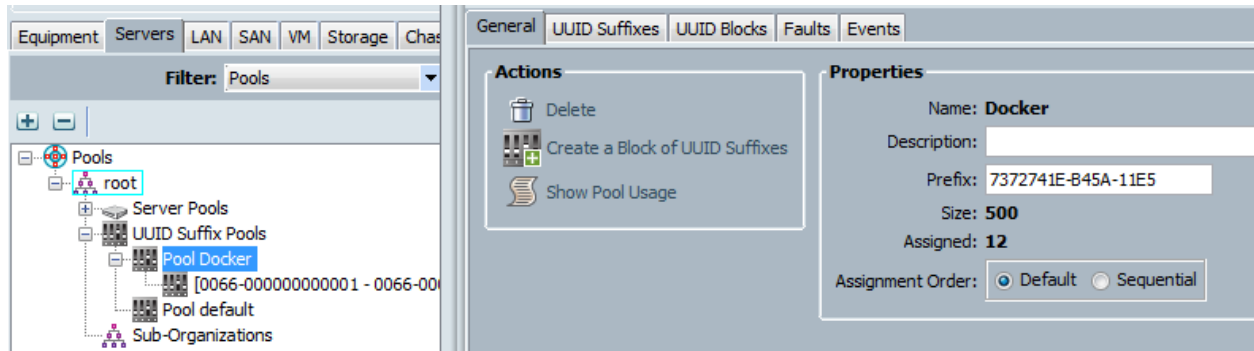 Equipment Servers LAN SAN VM Storage Chas
Filter: Pools
Pools
root
Server Pools
UUID Suffix Pools
Pool Docker
[0066-000000000001 - 0066-00
Pool default
Sub-Organizations
General UUID Suffixes UUID Blocks Faults Events
Actions
Delete
Create a Block of UUID Suffixes
Show Pool Usage
Properties
Name: Docker
Description:
Prefix: 7372741E-B45A-11E5
Size: 500
Assigned: 12
Assignment Order: Default Sequential